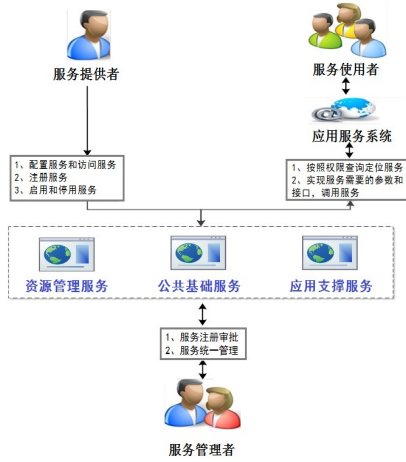 服务提供者
服务使用者
应用服务系统
1、配置服务和访问服务
2、注册服务
3、启用和停用服务
1、按照权限查询定位服务
2、实现服务需要的参数和
接口，调用服务
资源管理服务
公共基础服务
应用支撑服务
1、服务注册审批
2、服务统一管理
服务管理者